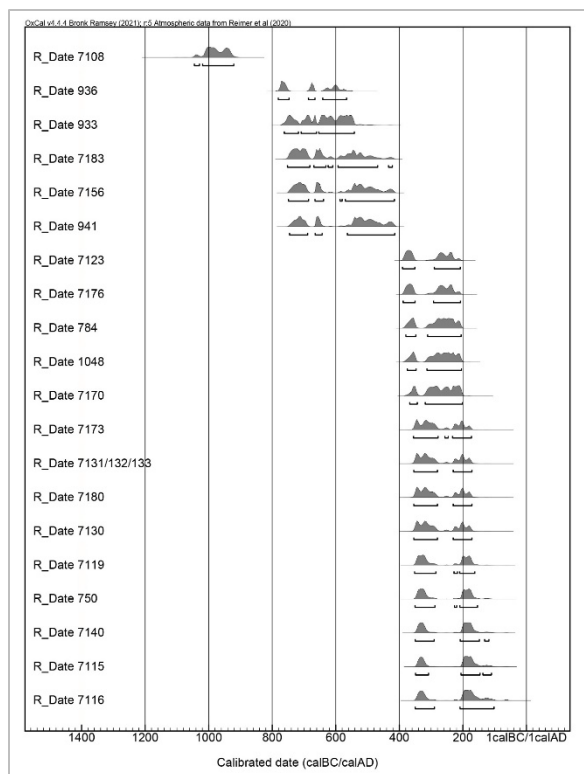 OxCal v4.4.4 Bronk Ramsey (2021); r:5 Atmospheric data from Reimer et al (2020)
R_Date 7108
R_Date 936
R_Date 933
R_Date 7183
R_Date 7156
R_Date 941
R_Date 7123
R_Date 7176
R_Date 784
R_Date 1048
R_Date 7170
R_Date 7173
R_Date 7131/132/133
R_Date 7180
R_Date 7130
R_Date 7119
R_Date 750
R_Date 7140
R_Date 7115
R_Date 7116
1400 1200 1000 800 600 400 200 1calBC/1calAD
Calibrated date (calBC/calAD)